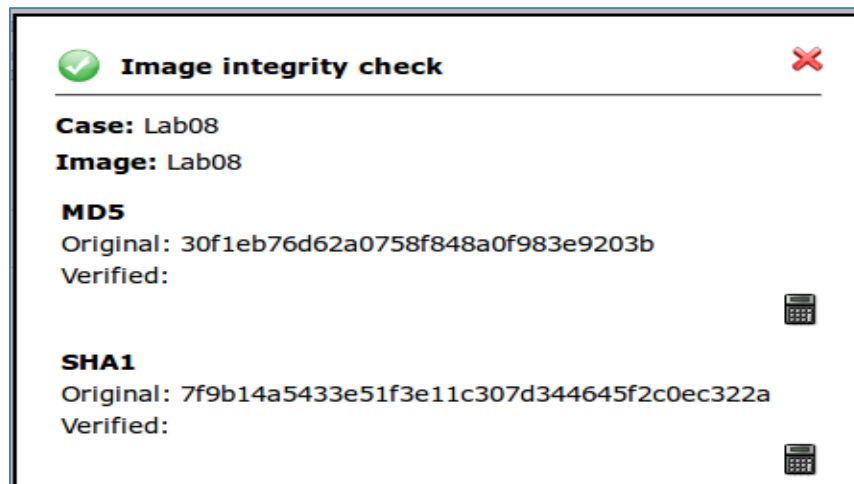 Image integrity check
Case: Lab08
Image: Lab08
MD5
Original: 30f1eb76d62a0758f848a0f983e9203b
Verified:
SHA1
Original: 7f9b14a5433e51f3e11c307d344645f2c0ec322a
Verified: